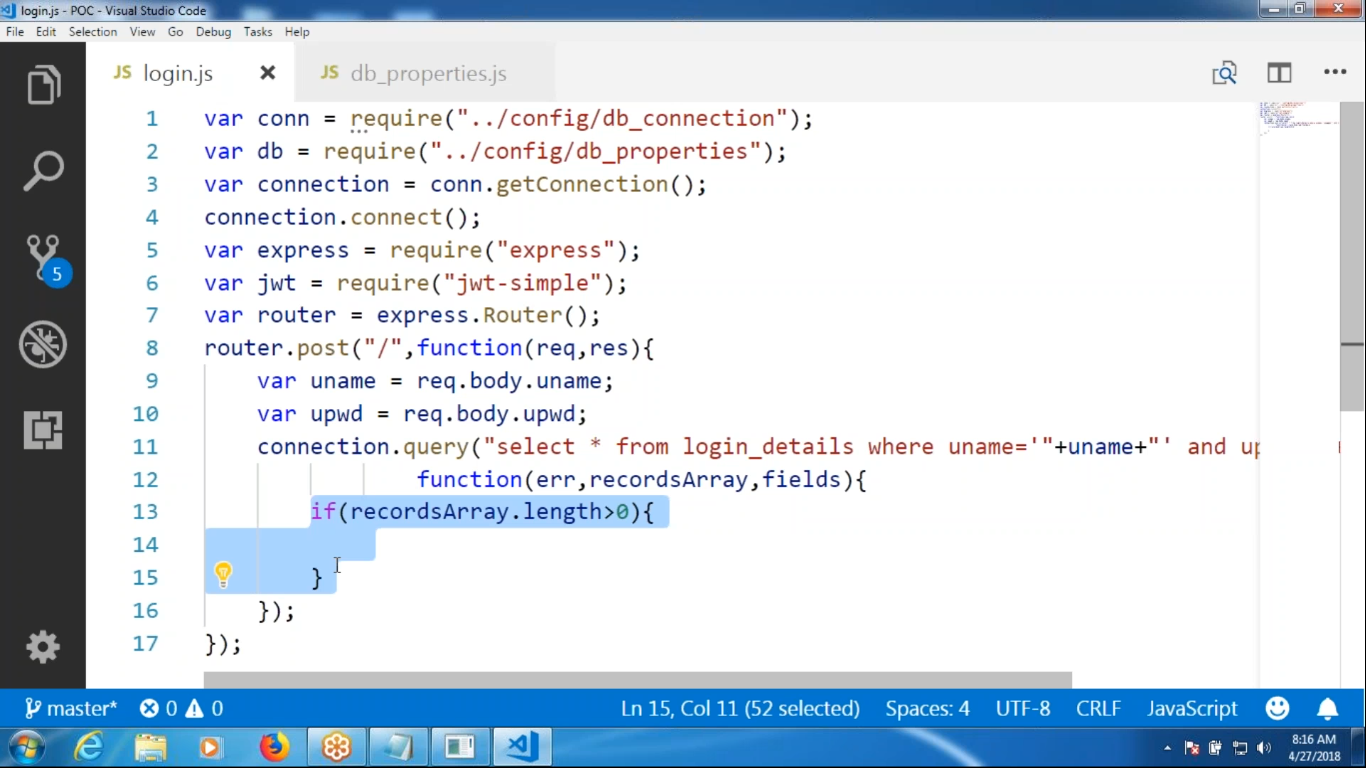 login.js - POC - Visual Studio Code
File Edit Selection View Go Debug Tasks Help
JS login.js JS db_properties.js
1 var conn = require("../config/db_connection");
2 var db = require("../config/db_properties");
3 var connection = conn.getConnection();
4 connection.connect();
5 var express = require("express");
6 var jwt = require("jwt-simple");
7 var router = express.Router();
8 router.post("/",function(req,res){
9 var uname = req.body.uname;
10 var upwd = req.body.upwd;
11 connection.query("select * from login_details where uname='"+uname+"' and up
12 function(err,recordsArray,fields){
13 if(recordsArray.length>0){
14
15 }
16 });
17 });
5
master* 0 0 Ln 15, Col 11 (52 selected) Spaces: 4 UTF-8 CRLF JavaScript
8:16 AM
4/27/2018